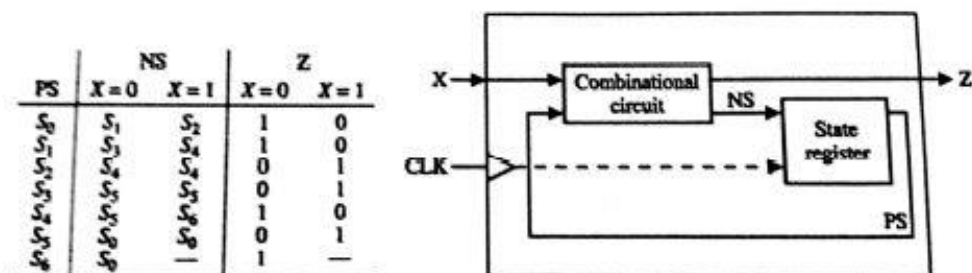 NS Z
PS X = 0 X = 1 X = 0 X = 1
S₀ S₁ S₂ 1 0
S₁ S₃ S₄ 1 0
S₂ S₄ S₄ 0 1
S₃ S₅ S₅ 0 1
S₄ S₅ S₆ 1 0
S₅ S₀ S₀ 0 1
S₆ S₀ — 1 —
X
Combinational
circuit
Z
NS
State
register
CLK
PS